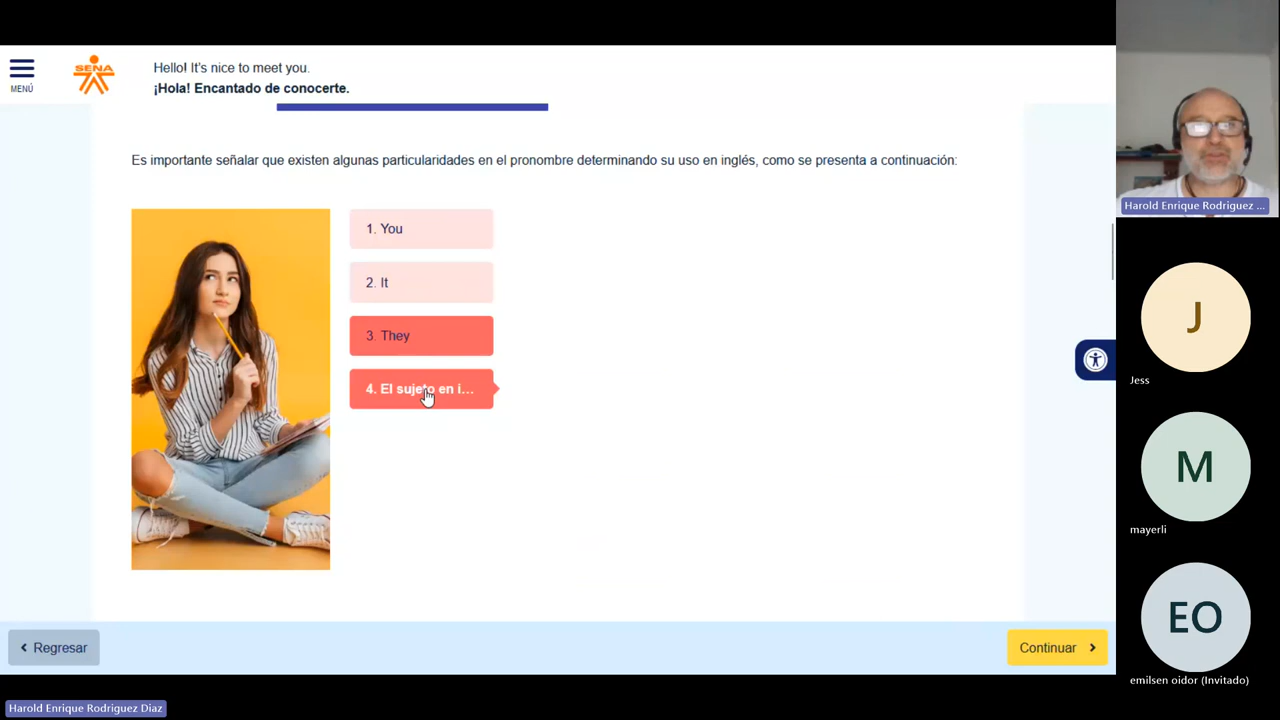 MENÚ
SENA
Hello! It's nice to meet you.
¡Hola! Encantado de conocerte.
Es importante señalar que existen algunas particularidades en el pronombre determinando su uso en inglés, como se presenta a continuación:
1. You
2. It
3. They
4. El sujeto en i...
Regresar
Continuar
Harold Enrique Rodriguez Diaz
Harold Enrique Rodriguez ...
J
Jess
M
mayerli
EO
emilsen oidor (Invitado)